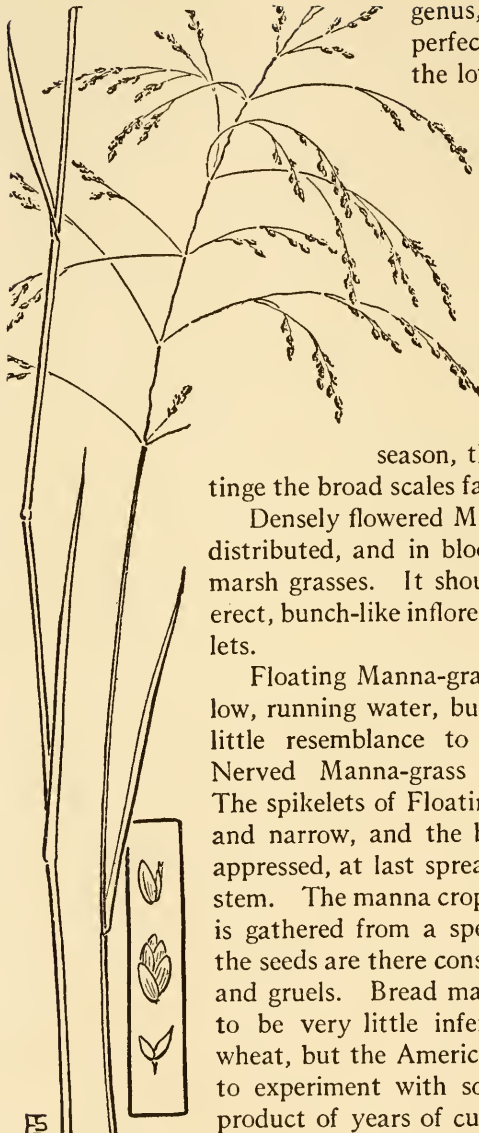 genus,
perfec
the lo
season, t
tinge the broad scales fa
Densely flowered M
distributed, and in bloo
marsh grasses. It shou
erect, bunch-like inflore
lets.
Floating Manna-gra
low, running water, bu
little resemblance to
Nerved Manna-grass
The spikelets of Floatin
and narrow, and the b
appressed, at last sprea
stem. The manna crop
is gathered from a spe
the seeds are there cons
and gruels. Bread ma
to be very little infer
wheat, but the Americ
to experiment with so
product of years of cu
FS